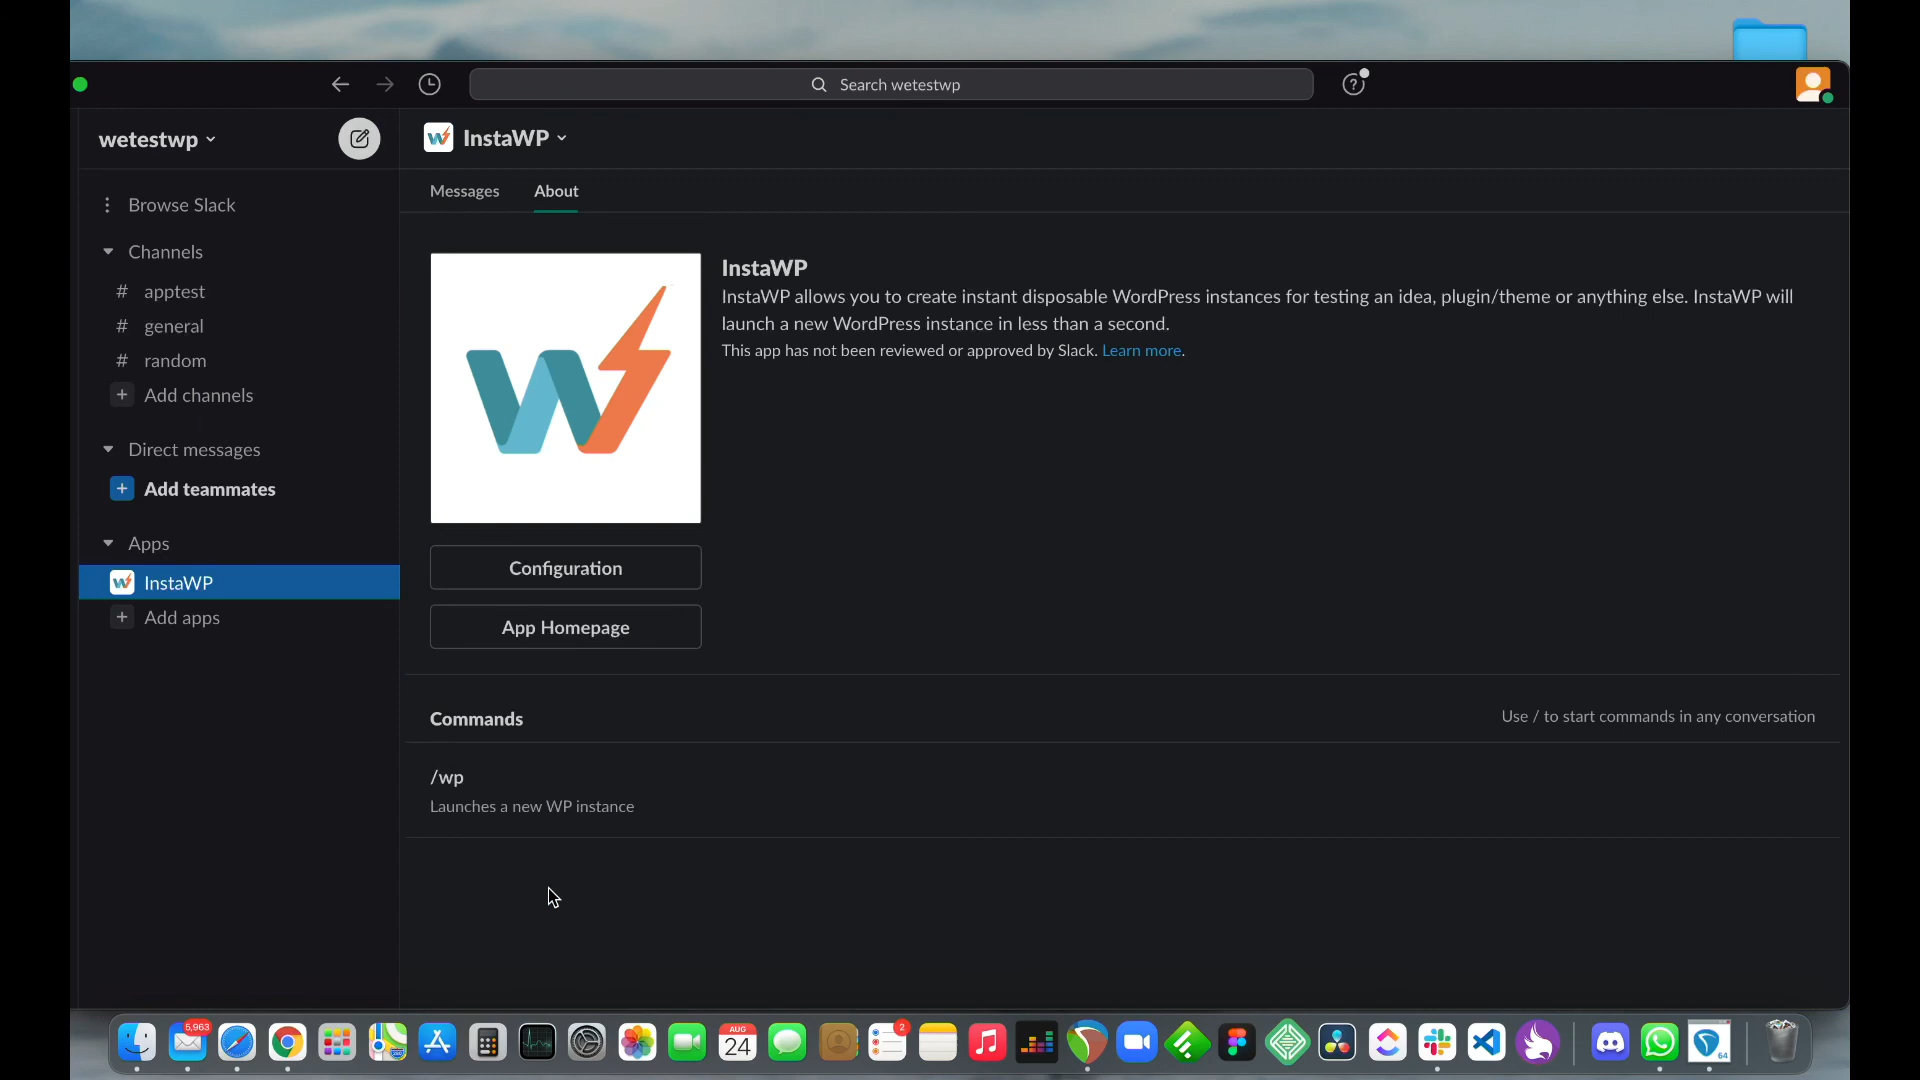 Search wetestwp
wetestwp
InstaWP
Messages
About
Browse Slack
Channels
# apptest
# general
# random
+ Add channels
Direct messages
+ Add teammates
Apps
InstaWP
+ Add apps
InstaWP
InstaWP allows you to create instant disposable WordPress instances for testing an idea, plugin/theme or anything else. InstaWP will
launch a new WordPress instance in less than a second.
This app has not been reviewed or approved by Slack. Learn more.
Configuration
App Homepage
Commands
Use / to start commands in any conversation
/wp
Launches a new WP instance
5,963
AUG
24
2
64